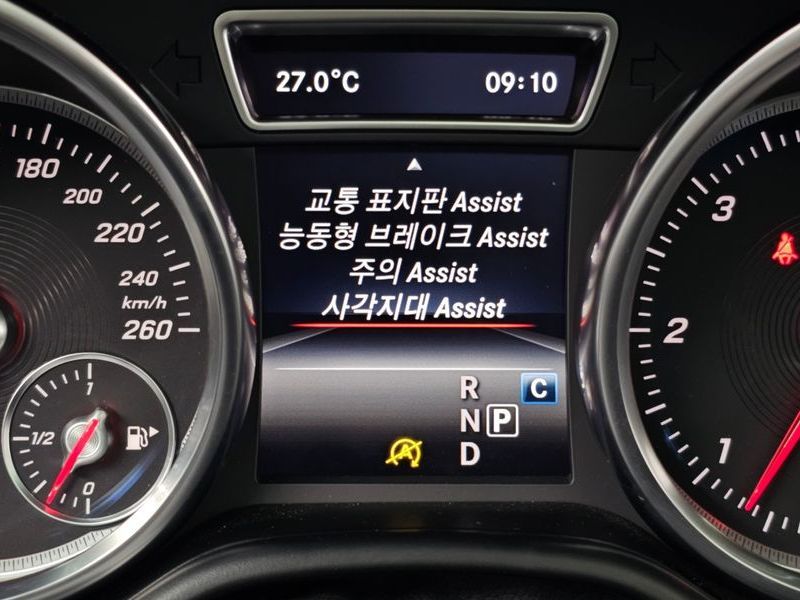 27.0°C 09:10
교통 표지판 Assist
능동형 브레이크 Assist
주의 Assist
사각지대 Assist
R C
N P
A D
180
200
220
240
km/h
260
1
1/2
0
3
2
1